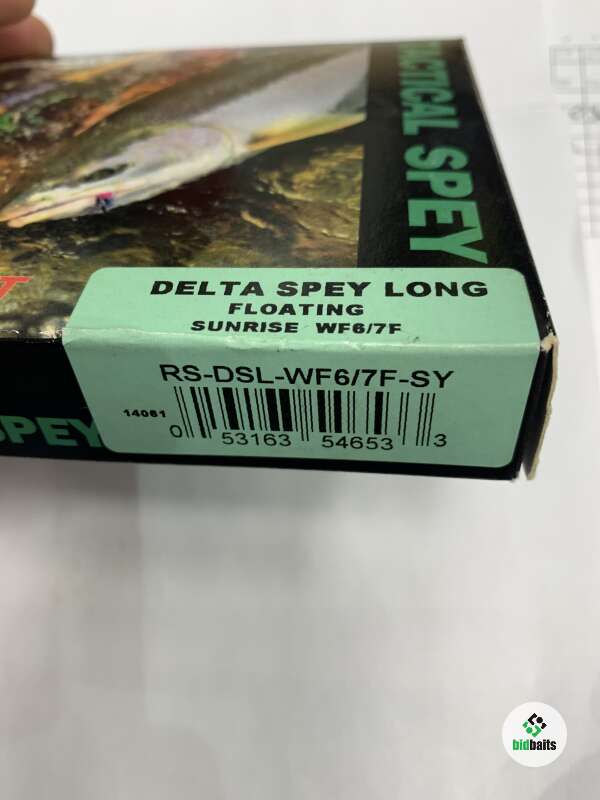 PRACTICAL SPEY
DELTA SPEY LONG
FLOATING
SUNRISE WF6/7F
RS-DSL-WF6/7F-SY
14061
0 53163 54653 3
SPEY
bidbaits